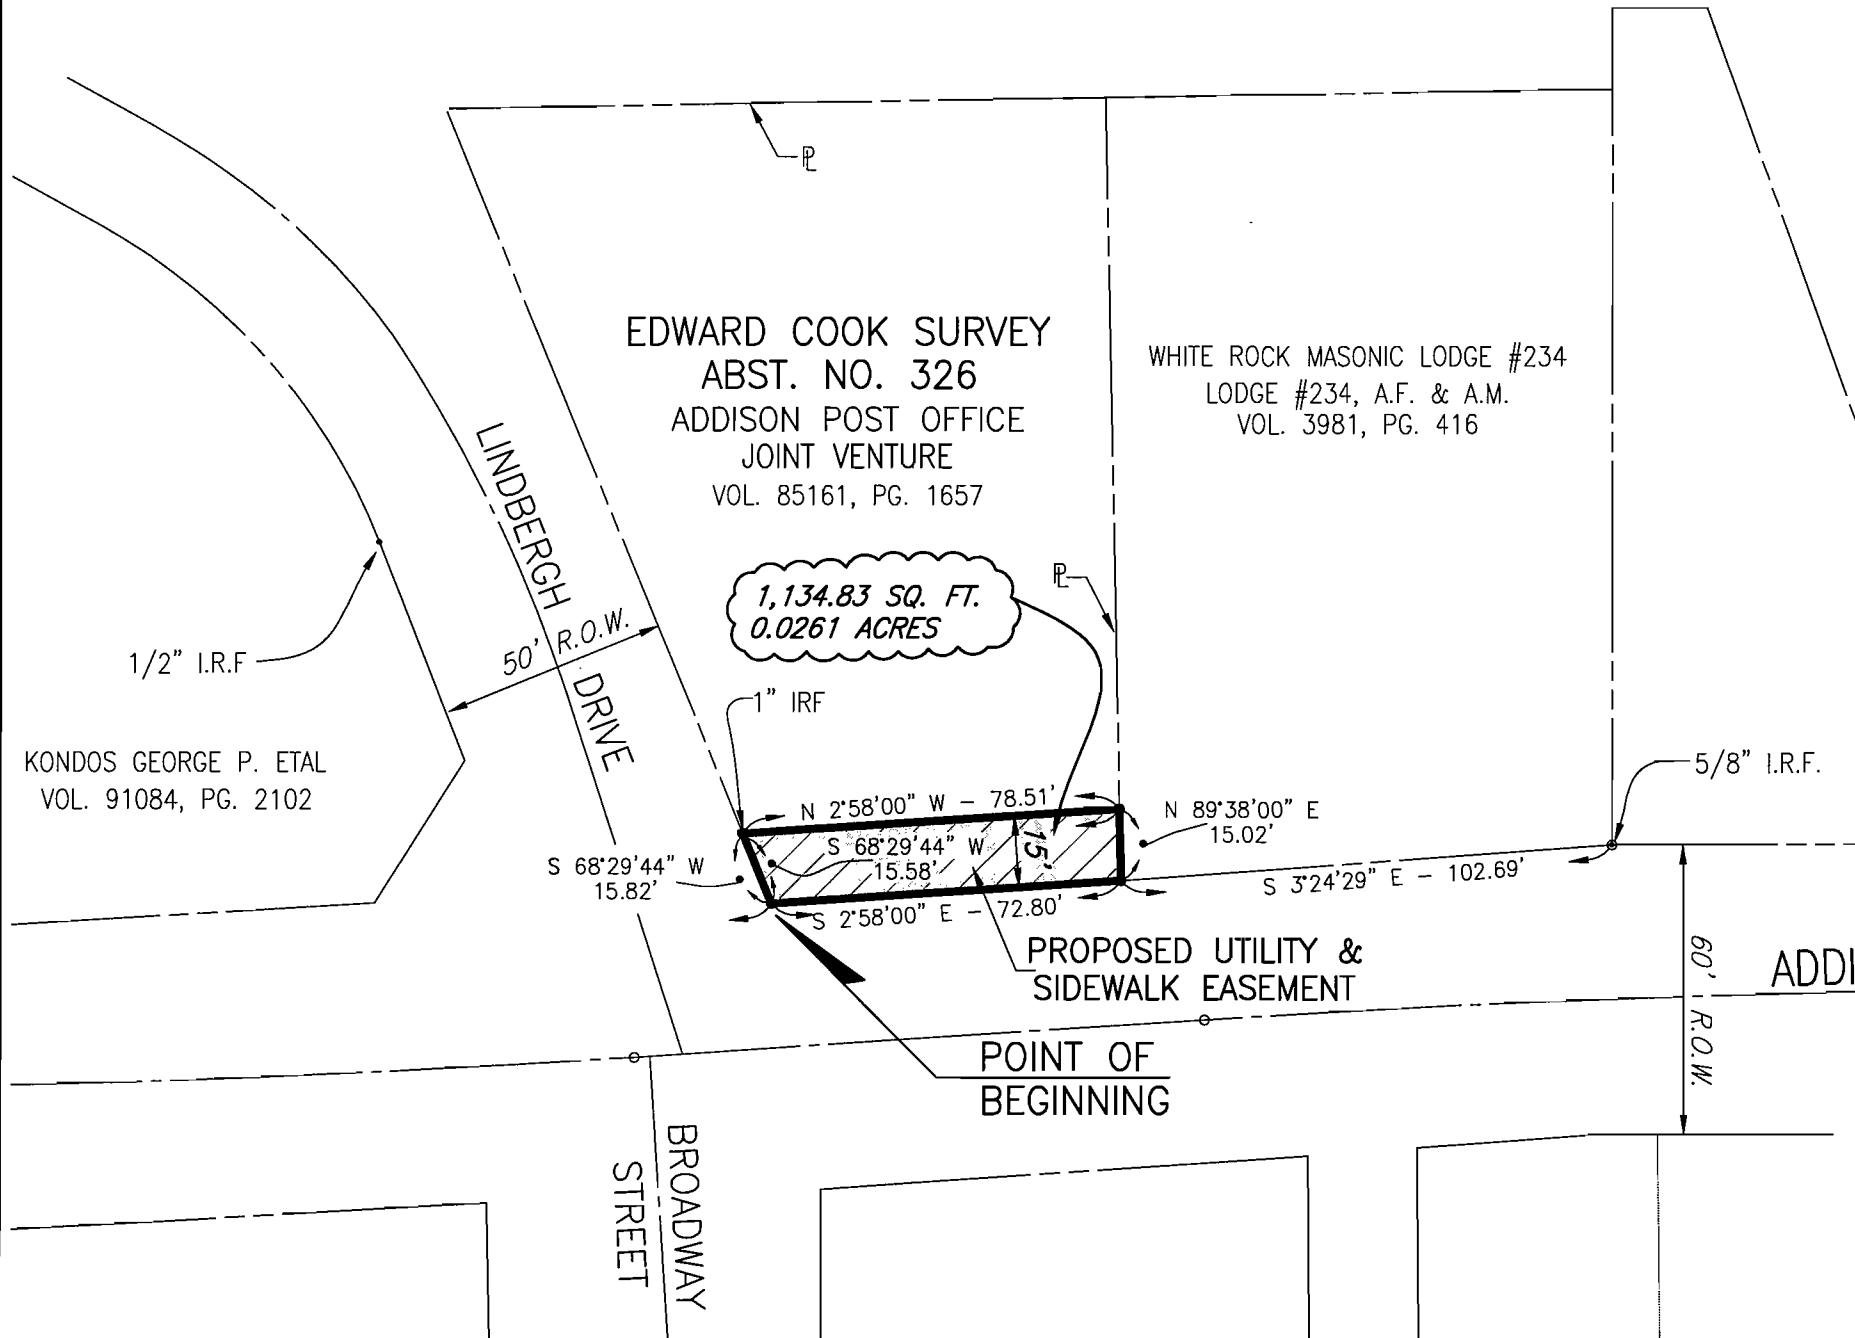 ℄
EDWARD COOK SURVEY
ABST. NO. 326
ADDISON POST OFFICE
JOINT VENTURE
VOL. 85161, PG. 1657
WHITE ROCK MASONIC LODGE #234
LODGE #234, A.F. & A.M.
VOL. 3981, PG. 416
LINDBERGH
DRIVE
1,134.83 SQ. FT.
0.0261 ACRES
℄
50' R.O.W.
1/2" I.R.F
1" IRF
KONDOS GEORGE P. ETAL
VOL. 91084, PG. 2102
5/8" I.R.F.
N 2°58'00" W - 78.51'
N 89°38'00" E
15.02'
S 68°29'44" W
15.58'
15'
S 68°29'44" W
15.82'
S 2°58'00" E - 72.80'
S 3°24'29" E - 102.69'
PROPOSED UTILITY &
SIDEWALK EASEMENT
60' R.O.W.
ADDI
POINT OF
BEGINNING
BROADWAY
STREET